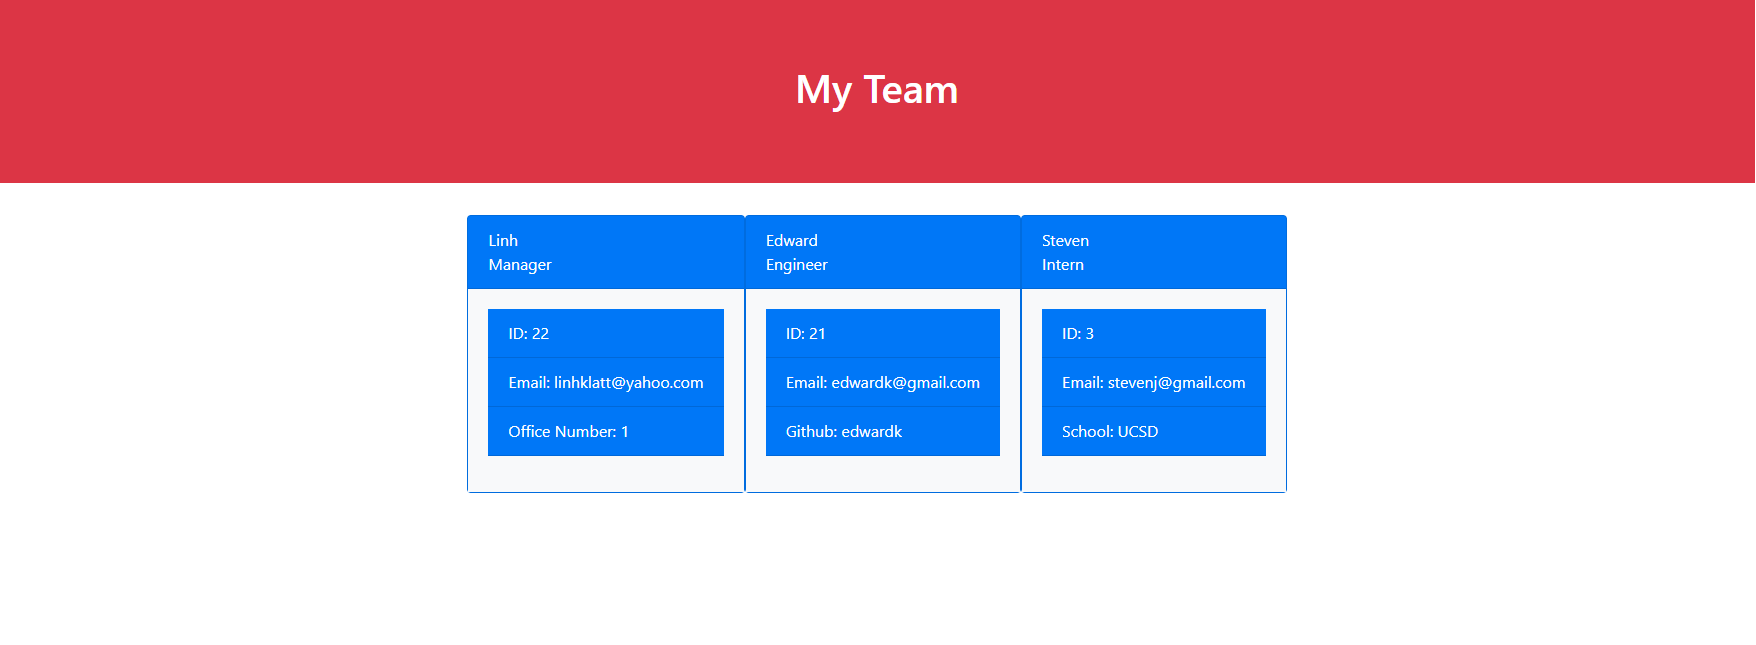 My Team
Linh
Manager
ID: 22
Email: linhklatt@yahoo.com
Office Number: 1
Edward
Engineer
ID: 21
Email: edwardk@gmail.com
Github: edwardk
Steven
Intern
ID: 3
Email: stevenj@gmail.com
School: UCSD